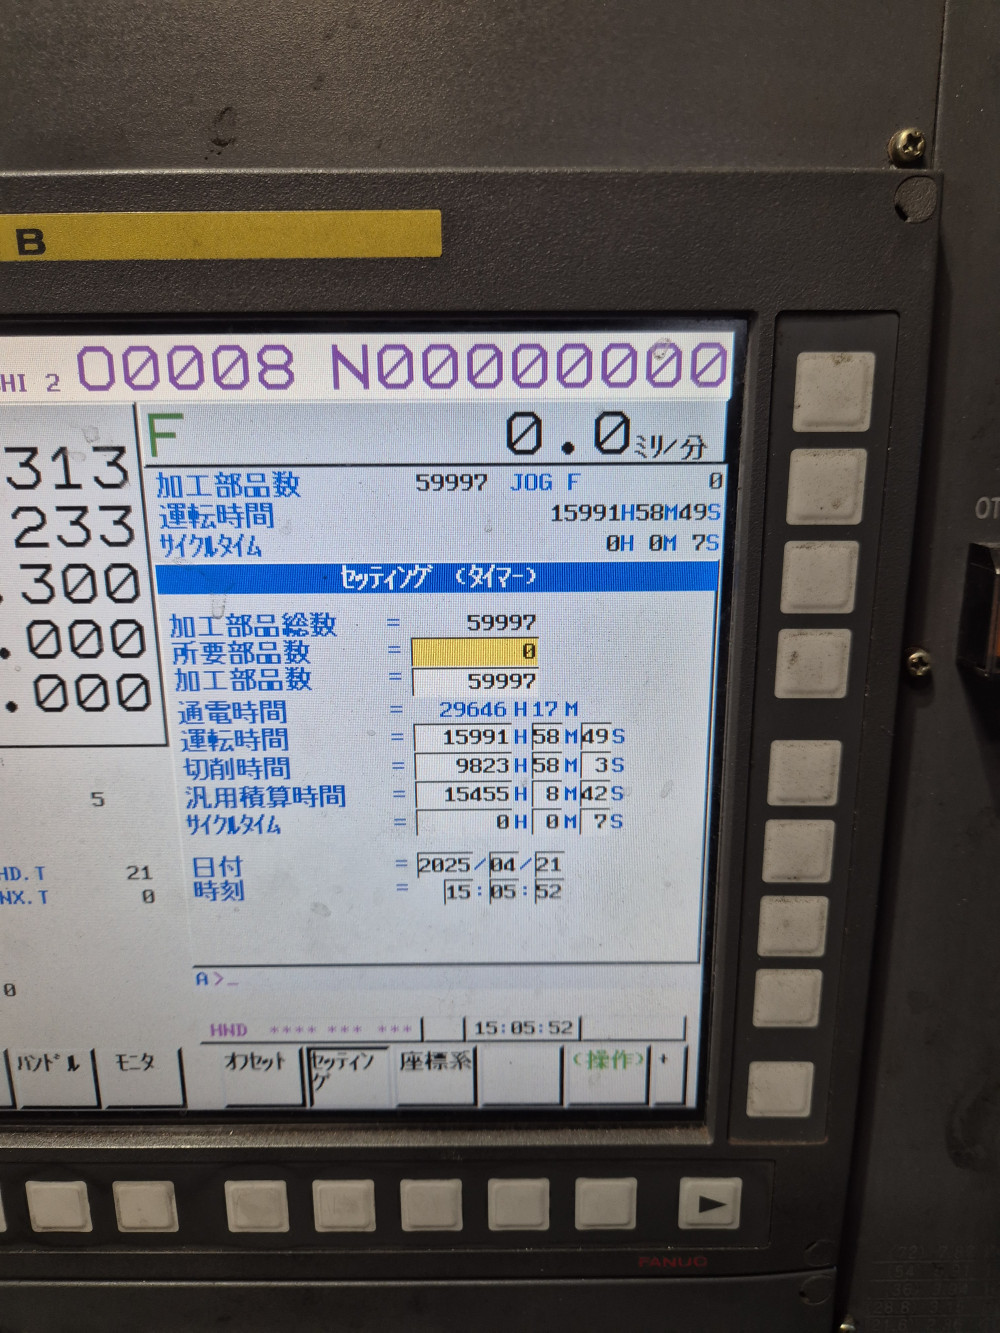 B
HI 2 O0008 N00000000
F 0.0 ミリ/分
313
233
.300
.000
.000
加工部品数 59997 JOG F 0
運転時間 15991H58M49S
サイクルタイム 0H 0M 7S
セッティング （タイマー）
加工部品総数 = 59997
所要部品数 = 0
加工部品数 = 59997
通電時間 = 29646 H 17 M
運転時間 = 15991 H 58 M 49 S
切削時間 = 9823 H 58 M 3 S
汎用積算時間 = 15455 H 8 M 42 S
サイクルタイム = 0 H 0 M 7 S
日付 = 2025/04/21
時刻 = 15:05:52
5
HD.T 21
NX.T 0
0
A>_
HND **** *** *** 15:05:52
ハンドル モニタ オフセット セッティング 座標系 (操作) +
FANUC
OT